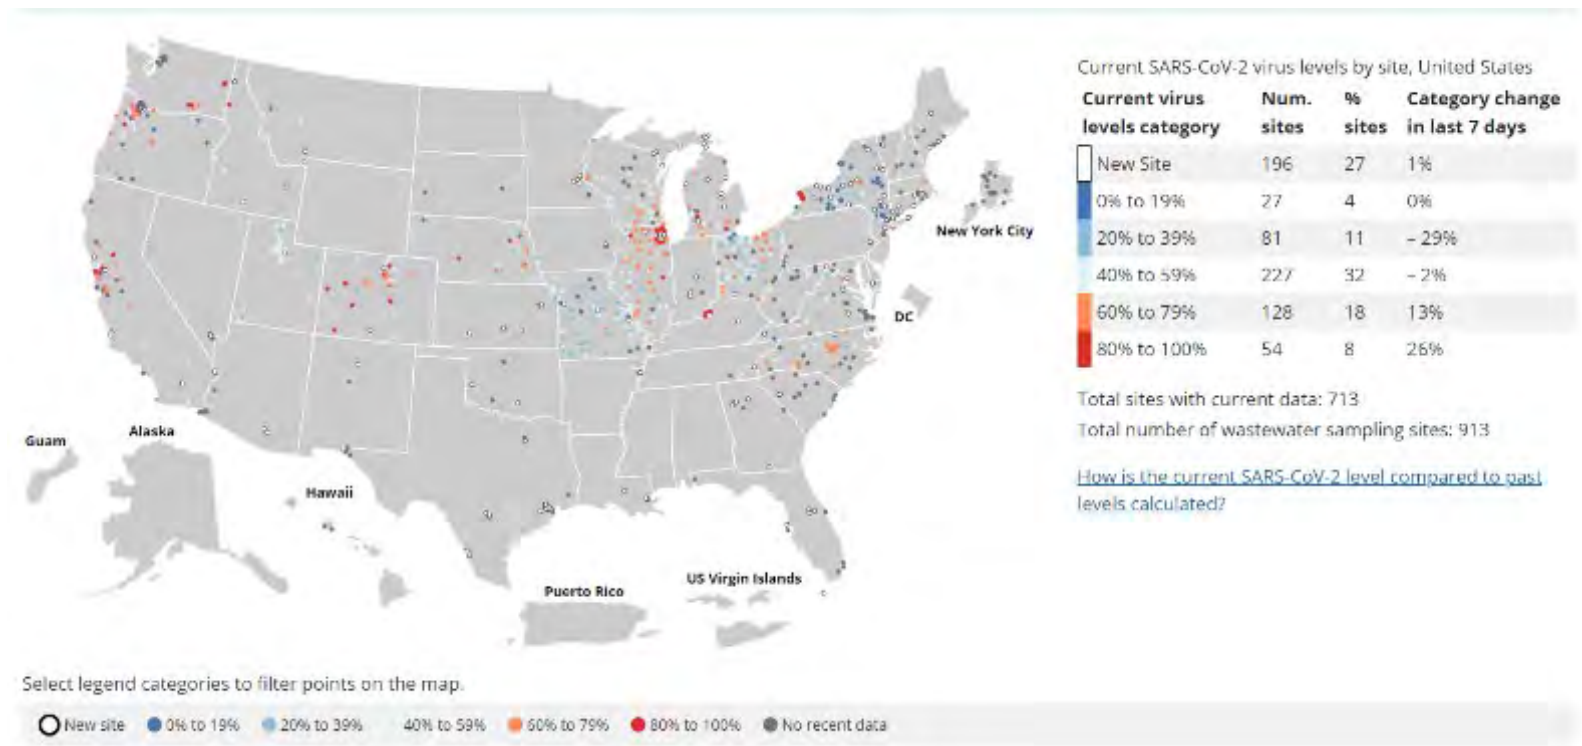 Current SARS-CoV-2 virus levels by site, United States
Current virus levels category Num. sites % sites Category change in last 7 days
New Site 196 27 1%
0% to 19% 27 4 0%
20% to 39% 81 11 – 29%
40% to 59% 227 32 – 2%
60% to 79% 128 18 13%
80% to 100% 54 8 26%
Total sites with current data: 713
Total number of wastewater sampling sites: 913
How is the current SARS-CoV-2 level compared to past
levels calculated?
New York City
DC
Guam
Alaska
Hawaii
Puerto Rico
US Virgin Islands
Select legend categories to filter points on the map.
New site 0% to 19% 20% to 39% 40% to 59% 60% to 79% 80% to 100% No recent data